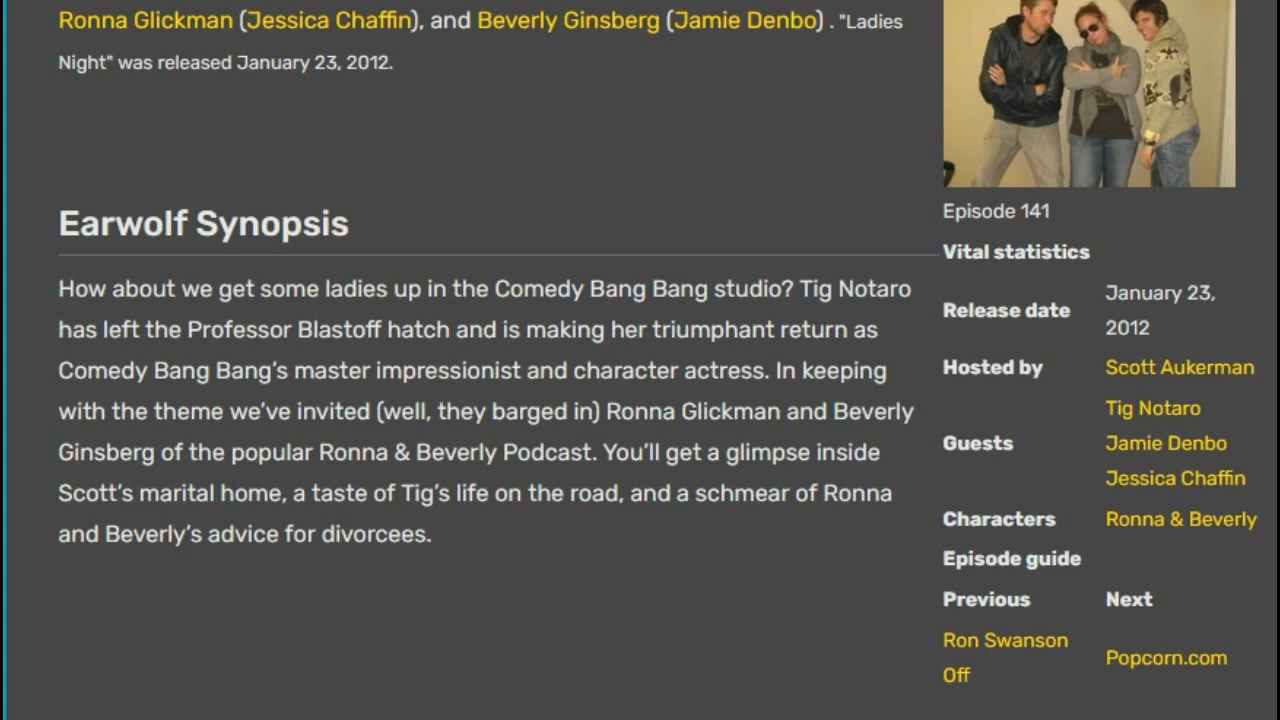 Ronna Glickman (Jessica Chaffin), and Beverly Ginsberg (Jamie Denbo) . "Ladies
Night" was released January 23, 2012.
Earwolf Synopsis
How about we get some ladies up in the Comedy Bang Bang studio? Tig Notaro
has left the Professor Blastoff hatch and is making her triumphant return as
Comedy Bang Bang’s master impressionist and character actress. In keeping
with the theme we’ve invited (well, they barged in) Ronna Glickman and Beverly
Ginsberg of the popular Ronna & Beverly Podcast. You’ll get a glimpse inside
Scott’s marital home, a taste of Tig’s life on the road, and a schmear of Ronna
and Beverly’s advice for divorcees.
Episode 141
Vital statistics
Release date January 23,
2012
Hosted by Scott Aukerman
Guests Tig Notaro
Jamie Denbo
Jessica Chaffin
Characters Ronna & Beverly
Episode guide
Previous Next
Ron Swanson
Off
Popcorn.com